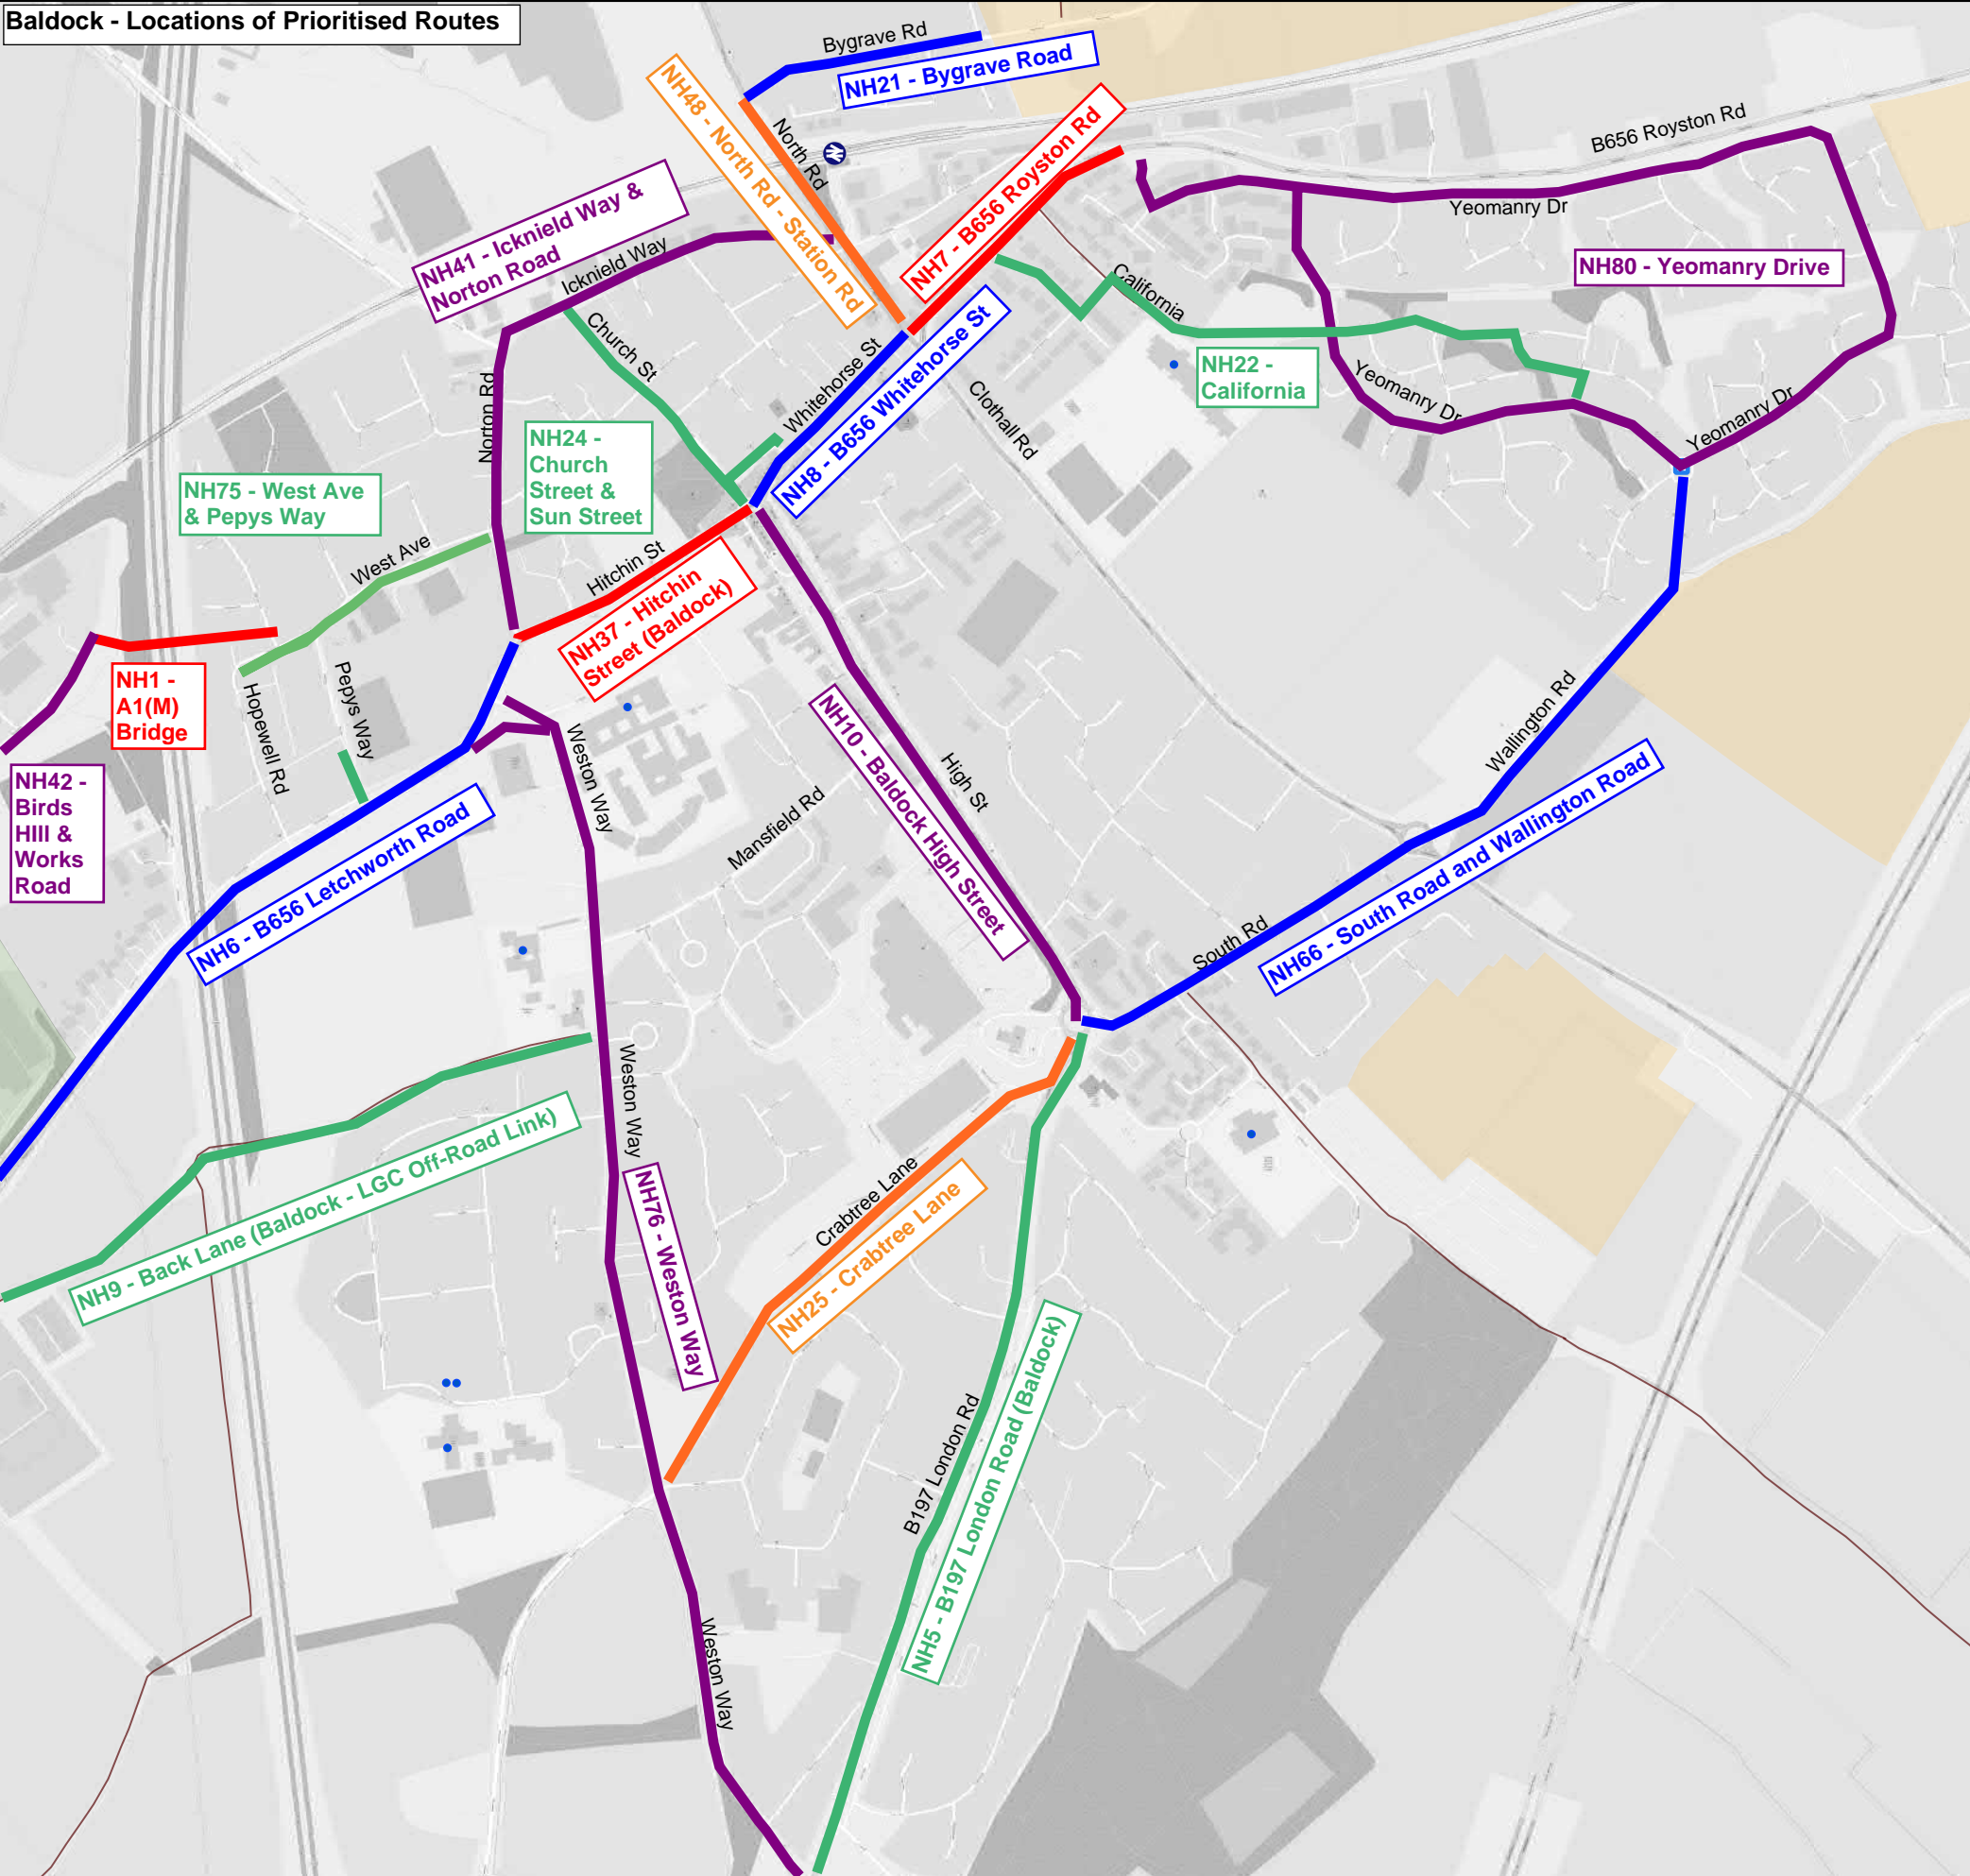 Baldock - Locations of Prioritised Routes
Bygrave Rd
NH21 - Bygrave Road
NH48 - North Rd - Station Rd
North Rd
NH7 - B656 Royston Rd
B656 Royston Rd
NH41 - Icknield Way &
Norton Road
Icknield Way
Yeomanry Dr
NH80 - Yeomanry Drive
California
Church St
Whitehorse St
NH8 - B656 Whitehorse St
NH22 -
California
Yeomanry Dr
Yeomanry Dr
Clothall Rd
Norton Rd
NH24 -
Church
Street &
Sun Street
NH75 - West Ave
& Pepys Way
West Ave
Hitchin St
NH37 - Hitchin
Street (Baldock)
NH1 -
A1(M)
Bridge
Hopewell Rd
Pepys Way
NH42 -
Birds
HIll &
Works
Road
Weston Way
NH10 - Baldock High Street
High St
Wallington Rd
NH6 - B656 Letchworth Road
Mansfield Rd
NH66 - South Road and Wallington Road
South Rd
Weston Way
NH9 - Back Lane (Baldock - LGC Off-Road Link)
NH76 - Weston Way
Crabtree Lane
NH25 - Crabtree Lane
B197 London Rd
NH5 - B197 London Road (Baldock)
Weston Way